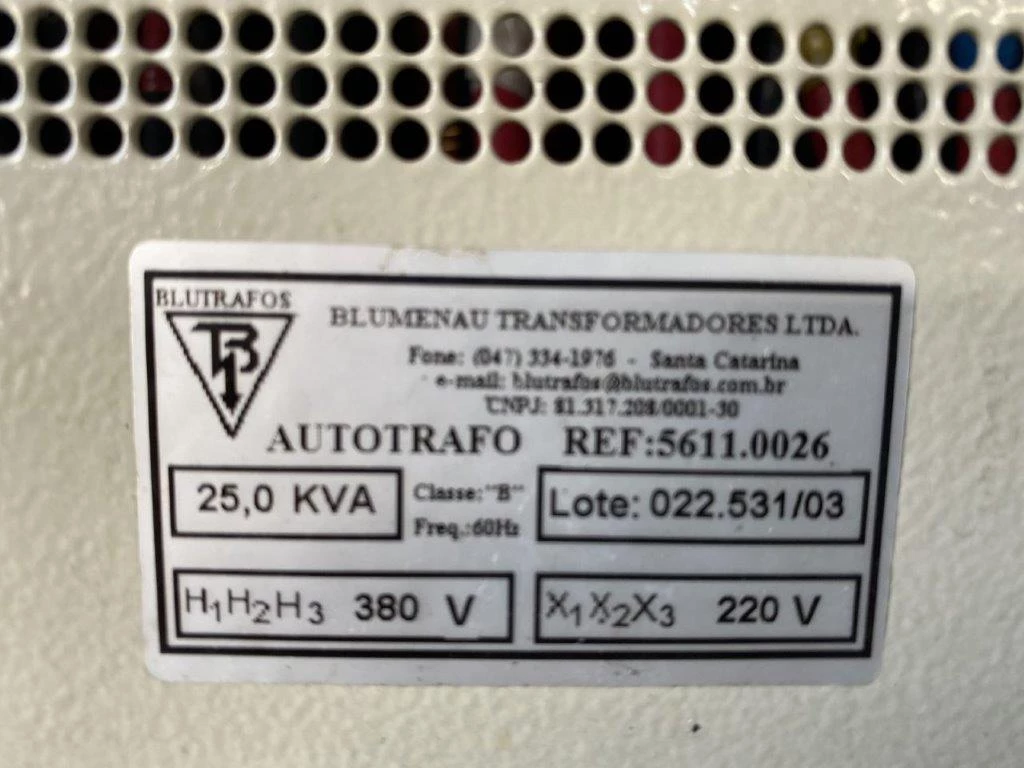 BLUTRAFOS
TB
BLUMENAU TRANSFORMADORES LTDA.
Fone: (047) 334-1976 - Santa Catarina
e-mail: blutrafos@blutrafos.com.br
CNPJ: 81.317.208/0001-30
AUTOTRAFO REF:5611.0026
25,0 KVA
Classe:"B"
Freq.:60Hz
Lote: 022.531/03
H1H2H3 380 V
X1X2X3 220 V